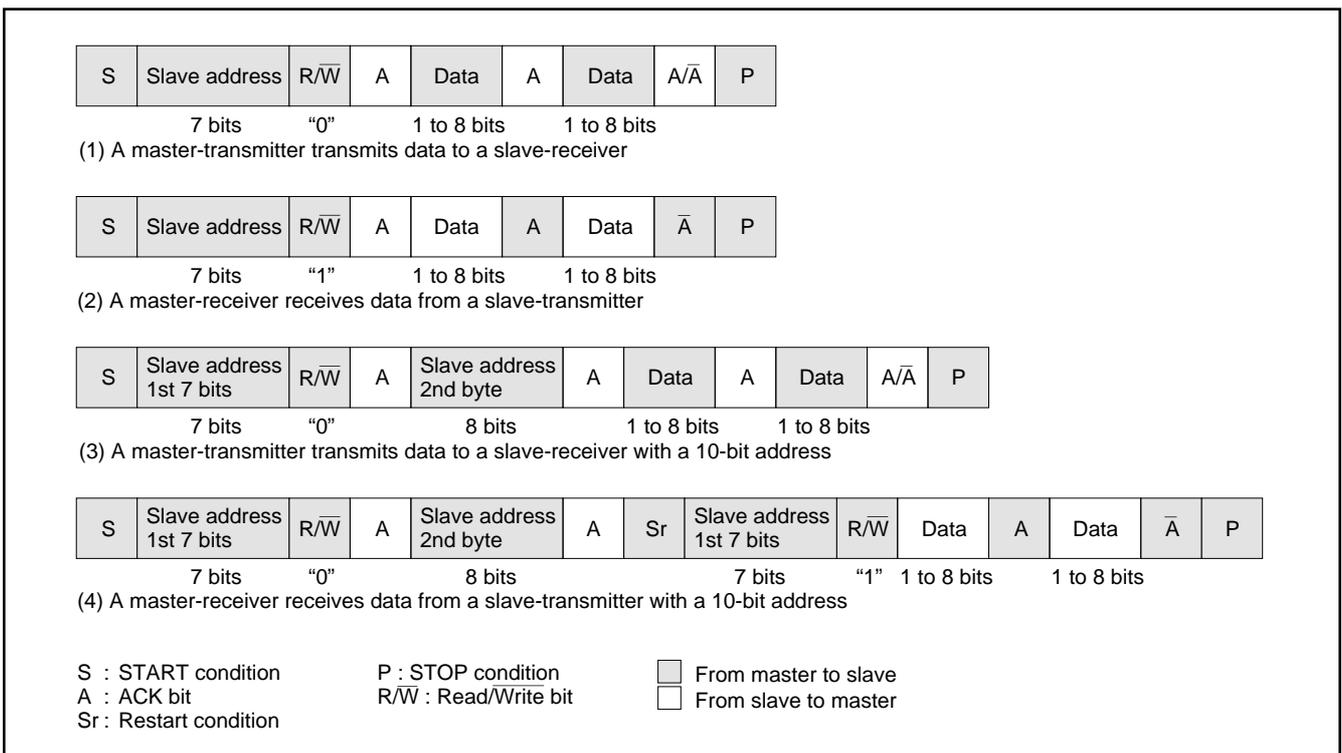 S Slave address R/W̅ A Data A Data A/A̅ P
7 bits “0” 1 to 8 bits 1 to 8 bits
(1) A master-transmitter transmits data to a slave-receiver
S Slave address R/W̅ A Data A Data A̅ P
7 bits “1” 1 to 8 bits 1 to 8 bits
(2) A master-receiver receives data from a slave-transmitter
S Slave address 1st 7 bits R/W̅ A Slave address 2nd byte A Data A Data A/A̅ P
7 bits “0” 8 bits 1 to 8 bits 1 to 8 bits
(3) A master-transmitter transmits data to a slave-receiver with a 10-bit address
S Slave address 1st 7 bits R/W̅ A Slave address 2nd byte A Sr Slave address 1st 7 bits R/W̅ Data A Data A̅ P
7 bits “0” 8 bits 7 bits “1” 1 to 8 bits 1 to 8 bits
(4) A master-receiver receives data from a slave-transmitter with a 10-bit address
S : START condition
A : ACK bit
Sr : Restart condition
P : STOP condition
R/W̅ : Read/W̅r̅i̅t̅e̅ bit
From master to slave
From slave to master